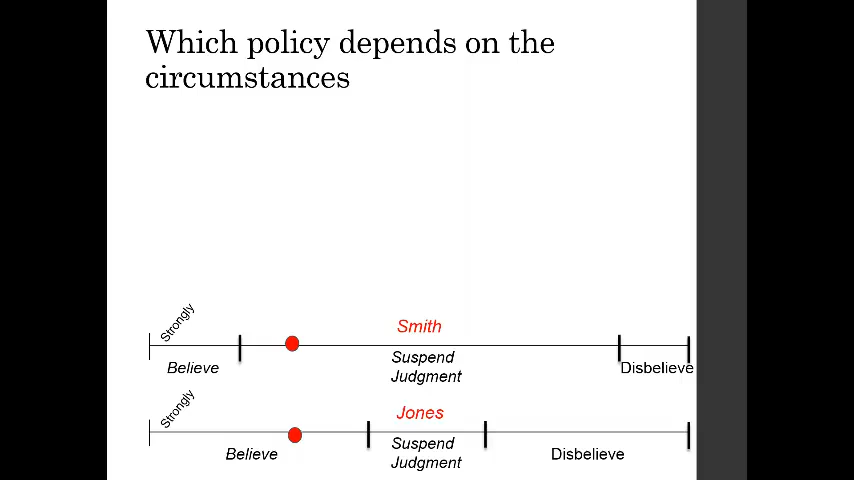 Which policy depends on the
circumstances
Strongly
Smith
Believe
Suspend
Judgment
Disbelieve
Strongly
Jones
Believe
Suspend
Judgment
Disbelieve